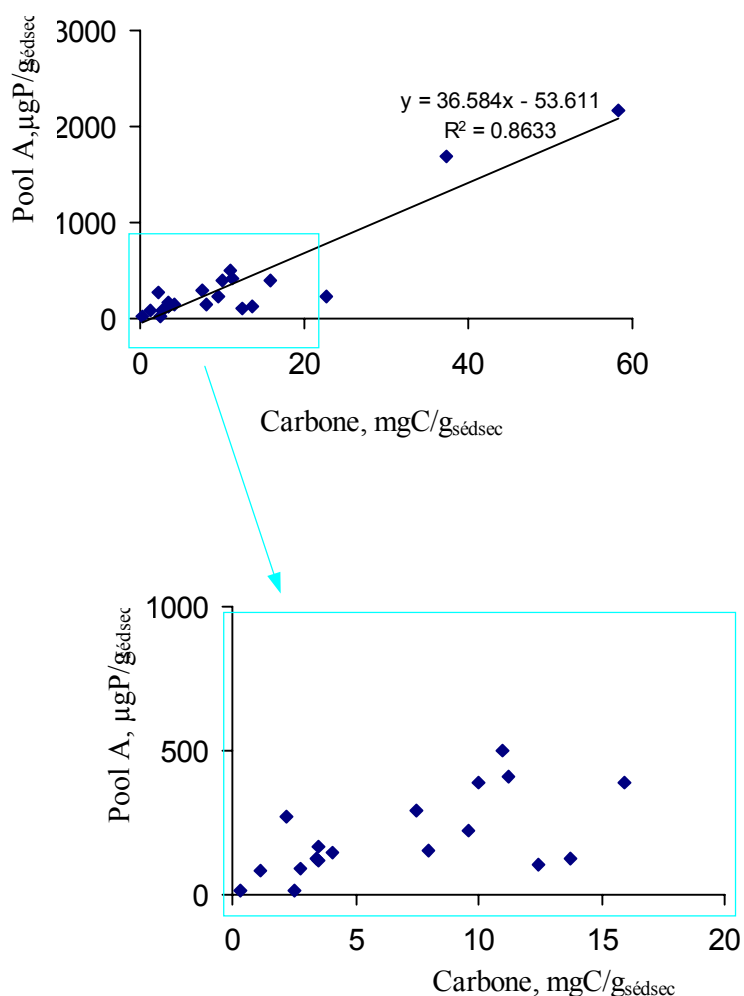 3000
2000
1000
0
Pool A,µgP/gsédsec
y = 36.584x - 53.611
R² = 0.8633
0 20 40 60
Carbone, mgC/gsédsec
1000
500
0
Pool A, µgP/gsédsec
0 5 10 15 20
Carbone, mgC/gsédsec